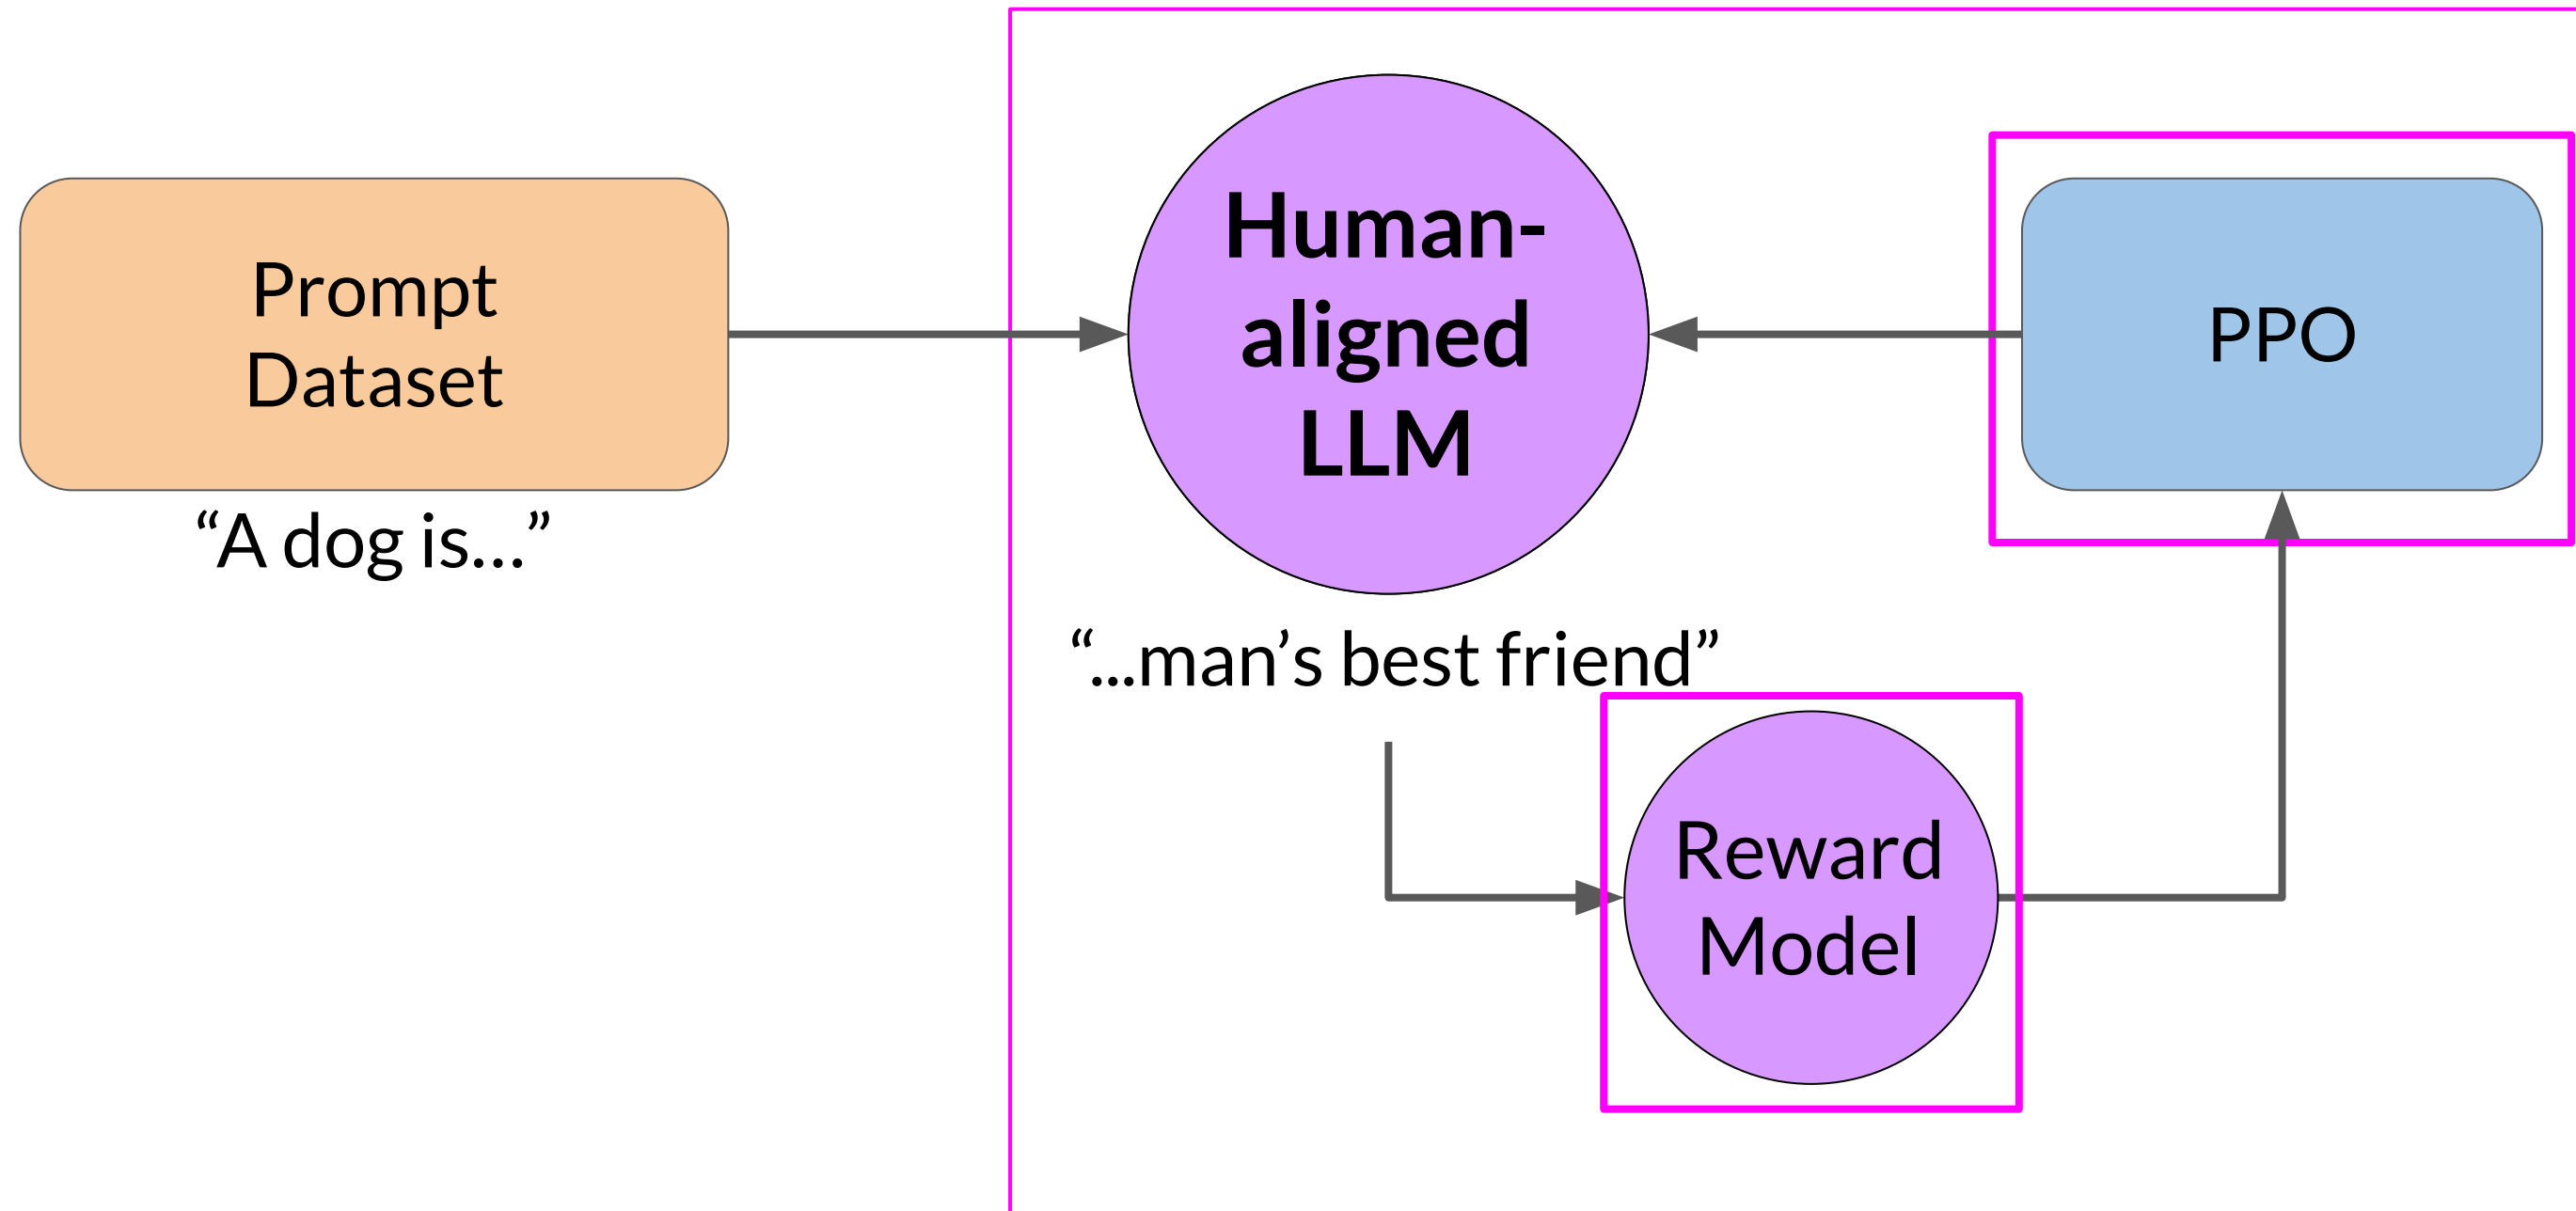 Prompt
Dataset
“A dog is…”
Human-
aligned
LLM
“...man’s best friend”
PPO
Reward
Model